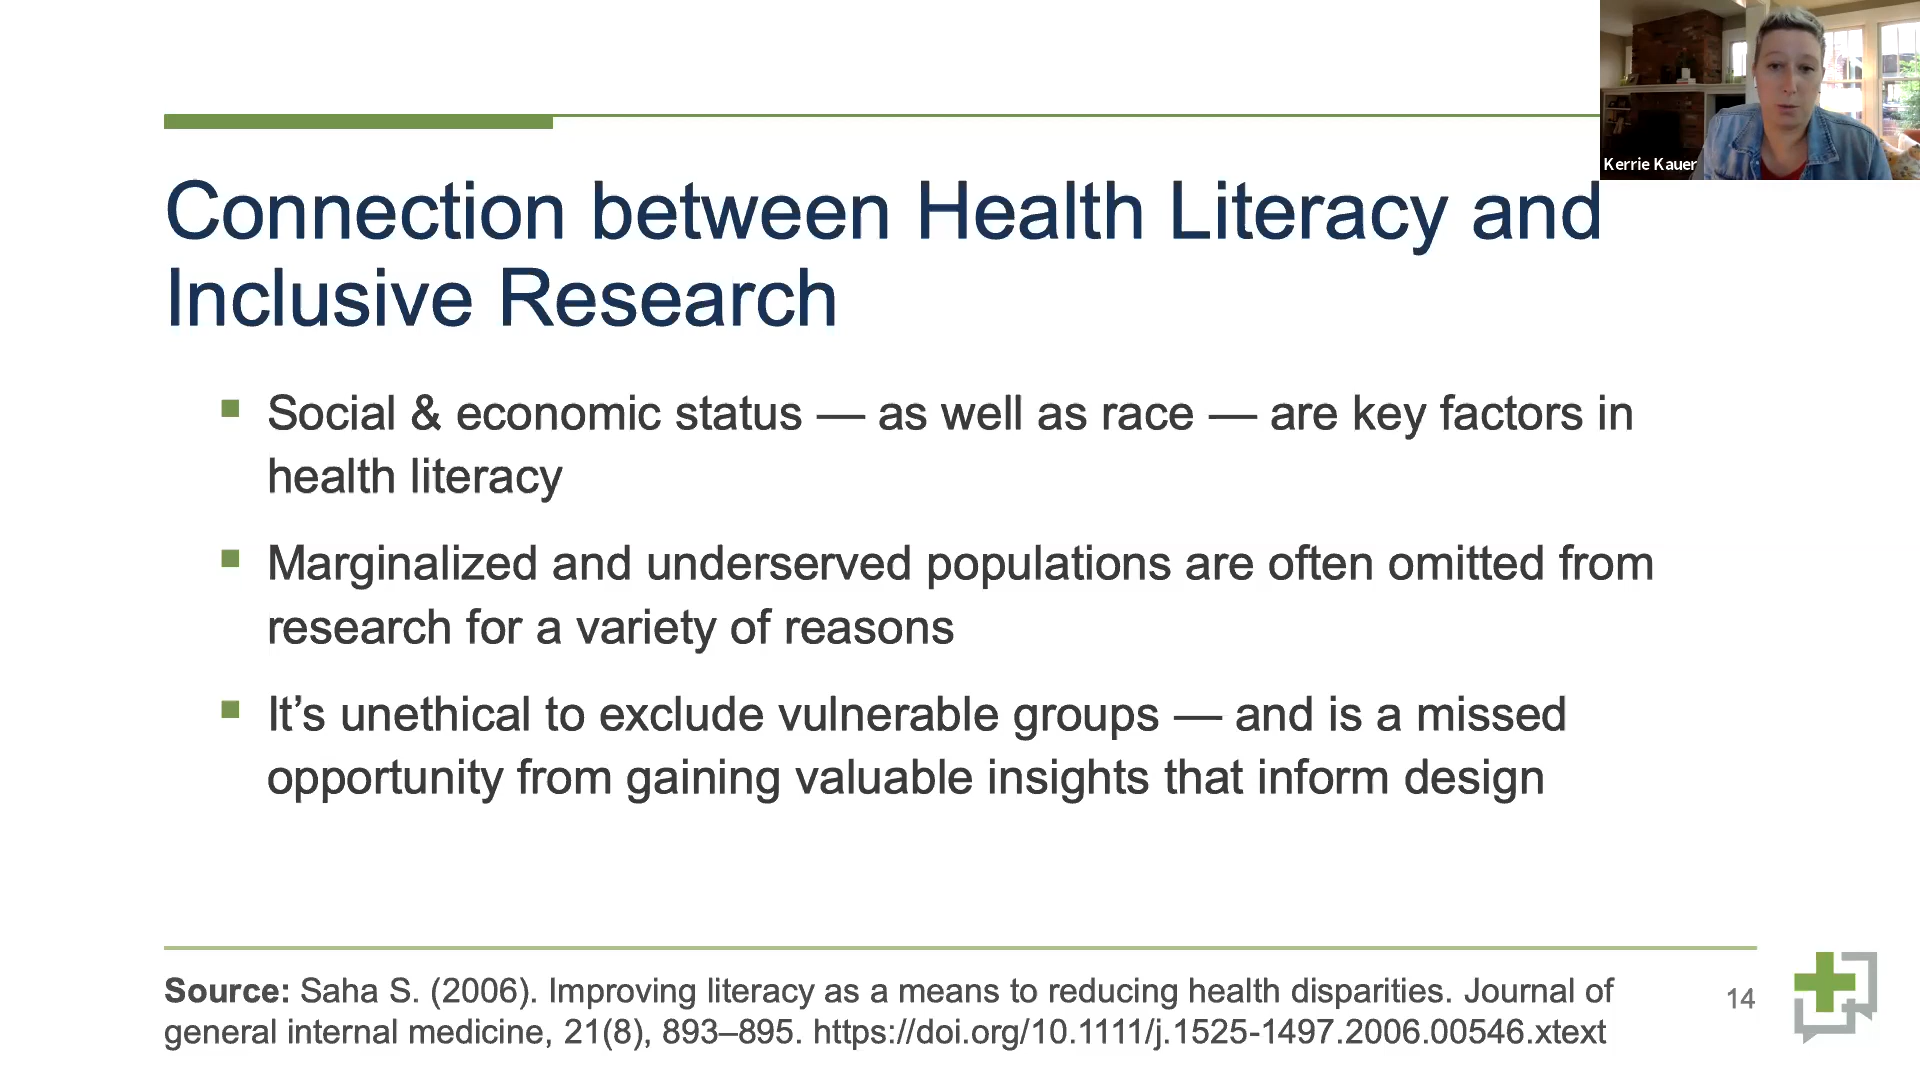 Kerrie Kauer
Connection between Health Literacy and
Inclusive Research
Social & economic status — as well as race — are key factors in
health literacy
Marginalized and underserved populations are often omitted from
research for a variety of reasons
It’s unethical to exclude vulnerable groups — and is a missed
opportunity from gaining valuable insights that inform design
Source: Saha S. (2006). Improving literacy as a means to reducing health disparities. Journal of
general internal medicine, 21(8), 893–895. https://doi.org/10.1111/j.1525-1497.2006.00546.xtext
14